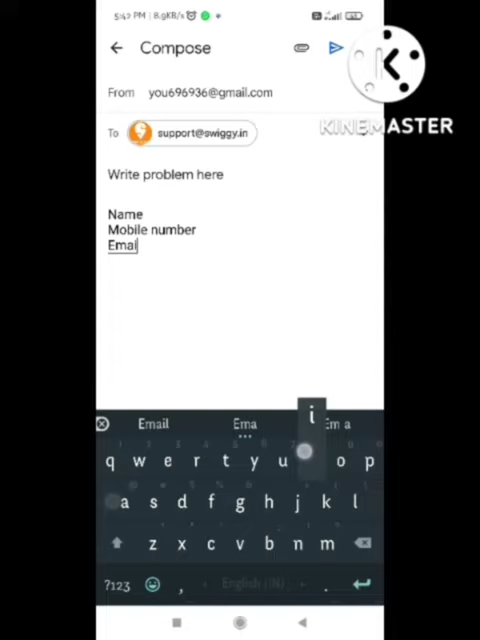 5:42 PM | 8.9KB/s
Compose
KINEMASTER
From you696936@gmail.com
To support@swiggy.in
Write problem here
Name
Mobile number
Emai
i
Email Ema Em a
q w e r t y u o p
a s d f g h j k l
z x c v b n m
?123 , English (IN) .